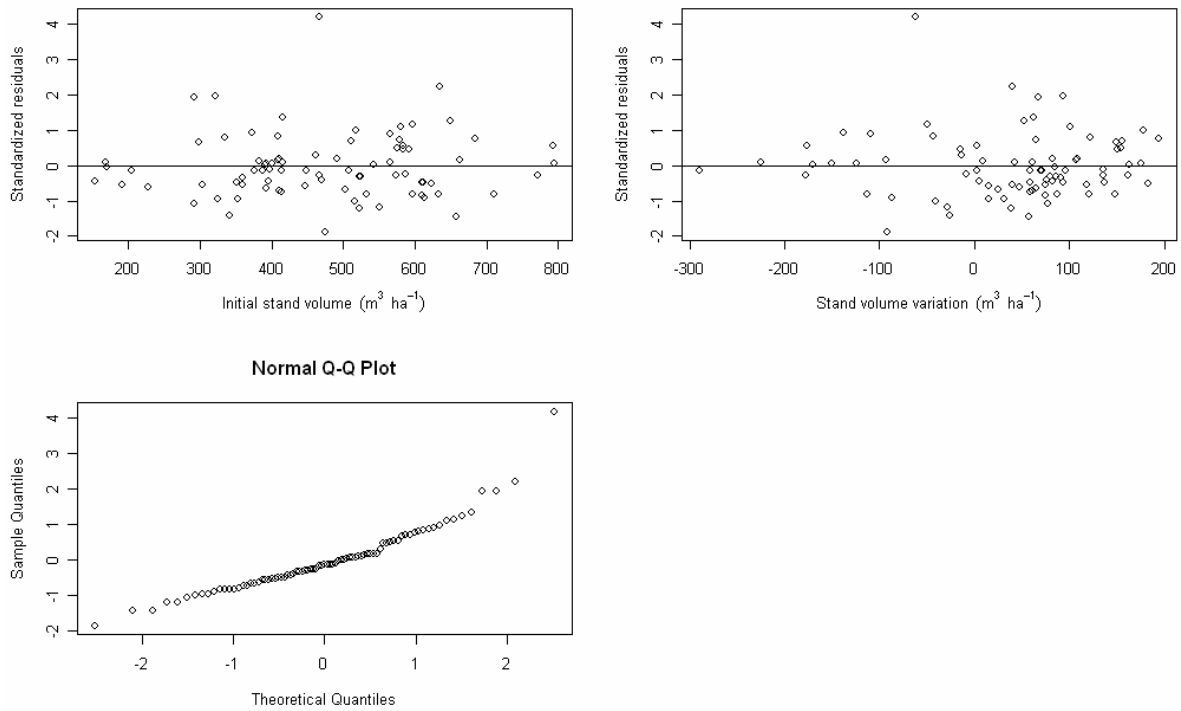 Standardized residuals
4
3
2
1
0
-1
-2
200 300 400 500 600 700 800
Initial stand volume (m³ ha⁻¹)
Standardized residuals
4
3
2
1
0
-1
-2
-300 -200 -100 0 100 200
Stand volume variation (m³ ha⁻¹)
Normal Q-Q Plot
Sample Quantiles
4
3
2
1
0
-1
-2
-2 -1 0 1 2
Theoretical Quantiles